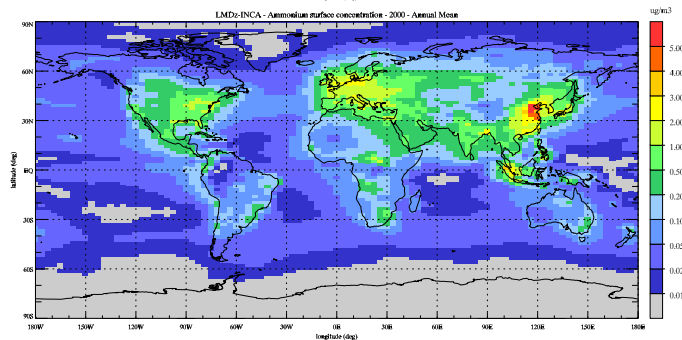 LMDz-INCA - Ammonium surface concentration - 2000 - Annual Mean
ug/m3
90N
60N
30N
EQ
30S
60S
90S
latitude (deg)
180W 150W 120W 90W 60W 30W 0E 30E 60E 90E 120E 150E 180E
longitude (deg)
5.00
4.00
3.00
2.00
1.00
0.50
0.20
0.10
0.05
0.02
0.01